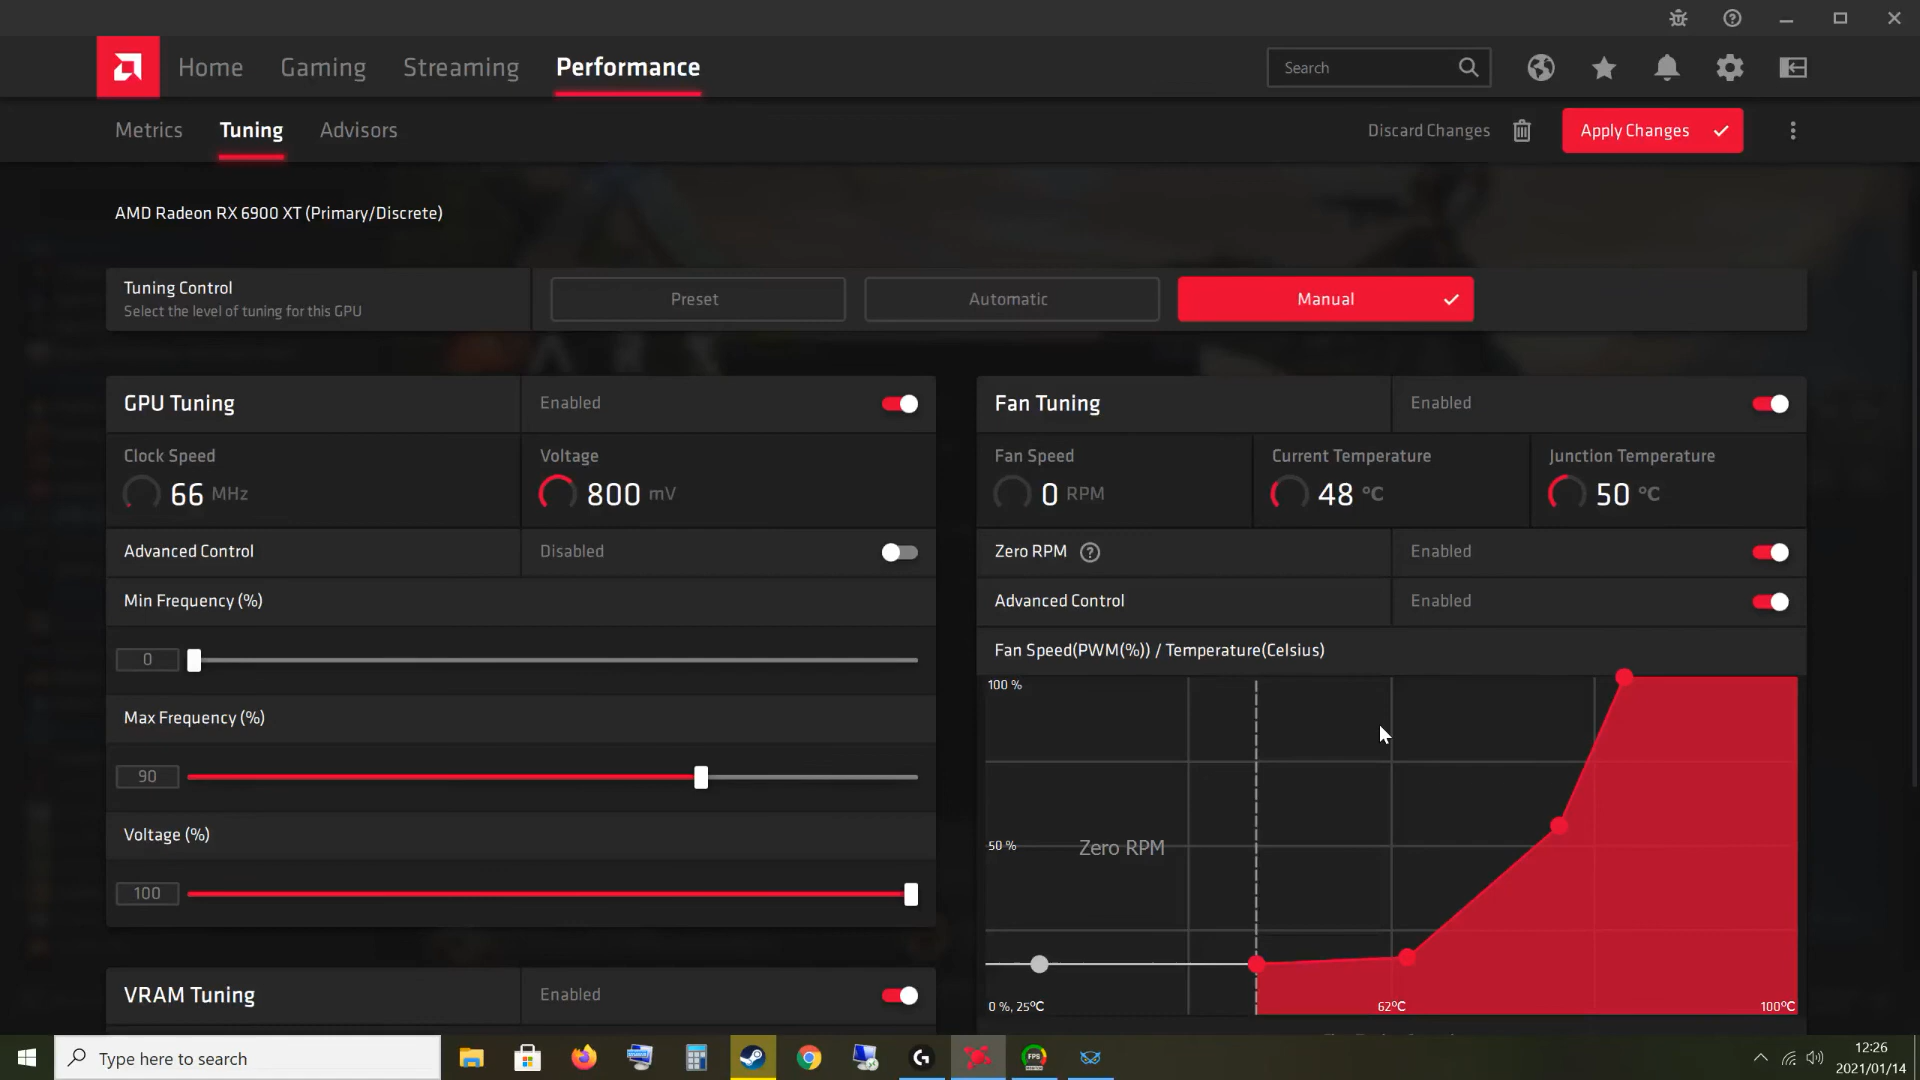 Home Gaming Streaming Performance
Search
Metrics Tuning Advisors
Discard Changes
Apply Changes
AMD Radeon RX 6900 XT (Primary/Discrete)
Tuning Control
Select the level of tuning for this GPU
Preset
Automatic
Manual
GPU Tuning
Enabled
Clock Speed
66 MHz
Voltage
800 mV
Advanced Control
Disabled
Min Frequency (%)
0
Max Frequency (%)
90
Voltage (%)
100
VRAM Tuning
Enabled
Fan Tuning
Enabled
Fan Speed
0 RPM
Current Temperature
48 °C
Junction Temperature
50 °C
Zero RPM ?
Enabled
Advanced Control
Enabled
Fan Speed(PWM(%)) / Temperature(Celsius)
100 %
50 %
Zero RPM
0 %, 25ºC
62ºC
100ºC
Type here to search
FPS
12:26
2021/01/14